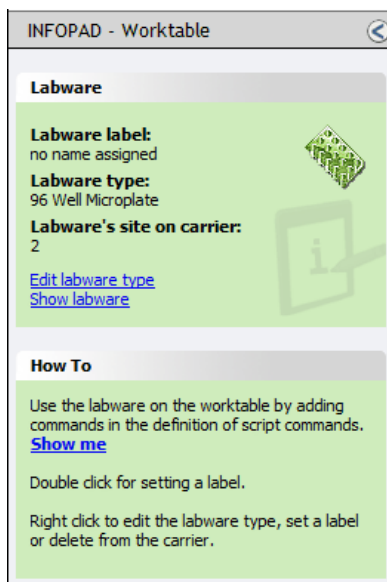 INFOPAD - Worktable
Labware
Labware label:
no name assigned
Labware type:
96 Well Microplate
Labware's site on carrier:
2
Edit labware type
Show labware
How To
Use the labware on the worktable by adding
commands in the definition of script commands.
Show me
Double click for setting a label.
Right click to edit the labware type, set a label
or delete from the carrier.